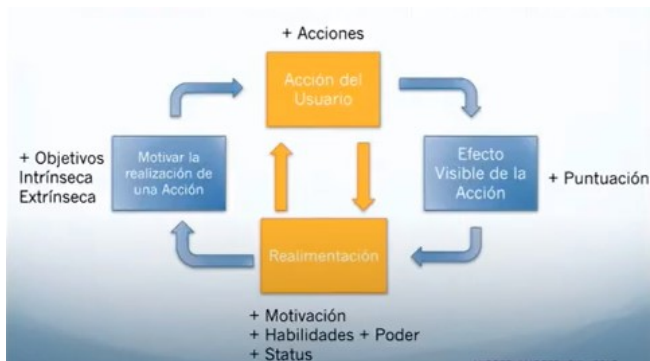 + Acciones
Acción del
Usuario
+ Objetivos
Intrínseca
Extrínseca
Motivar la
realización de
una Acción
Efecto
Visible de la
Acción
+ Puntuación
Realimentación
+ Motivación
+ Habilidades + Poder
+ Status